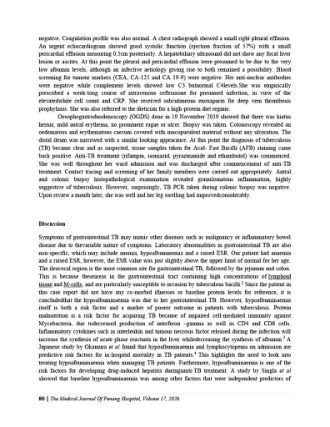 negative. Coagulation profile was also normal. A chest radiograph showed a small right pleural effusion.
An urgent echocardiogram showed good systolic function (ejection fraction of 57%) with a small
pericardial effusion measuring 0.5cm posteriorly. A hepatobiliary ultrasound did not show any focal liver
lesion or ascites. At this point the pleural and pericardial effusion were presumed to be due to the very
low albumin levels, although an infective aetiology giving rise to both remained a possibility. Blood
screening for tumour markers (CEA, CA-125 and CA 19-9) were negative. Her anti-nuclear antibodies
were negative while complement levels showed low C3 butnormal C4levels.She was empirically
prescribed a week-long course of intravenous ceftriaxone for presumed infection, in view of the
elevatedwhite cell count and CRP. She received subcutaneous enoxaparin for deep vein thrombosis
prophylaxis. She was also referred to the dietician for a high-protein diet regime.
Oesophagogastroduodenoscopy (OGDS) done in 19 November 2019 showed that there was hiatus
hernia, mild antral erythema, no prominent rugae or ulcer. Biopsy was taken. Colonoscopy revealed an
oedematous and erythematous caecum covered with mucopurulent material without any ulceration. The
distal ileum was narrowed with a similar looking appearance. At this point the diagnosis of tuberculosis
(TB) became clear and as suspected, tissue samples taken for Acid- Fast Bacilli (AFB) staining came
back positive. Anti-TB treatment (rifampin, isoniazid, pyrazinamide and ethambutol) was commenced.
She was well throughout her ward admission and was discharged after commencement of anti-TB
treatment. Contact tracing and screening of her family members were carried out appropriately. Antral
and colonic biopsy histopathological examination revealed granulomatous inflammation, highly
suggestive of tuberculous. However, surprisingly, TB PCR taken during colonic biopsy was negative.
Upon review a month later, she was well and her leg swelling had improvedconsiderably.
Discussion
Symptoms of gastrointestinal TB may mimic other diseases such as malignancy or inflammatory bowel
disease due to thevariable nature of symptoms. Laboratory abnormalities in gastrointestinal TB are also
non-specific, which may include anemia, hypoalbuminemia and a raised ESR. Our patient had anaemia
and a raised ESR, however, the ESR value was just slightly above the upper limit of normal for her age.
The ileocecal region is the most common site for gastrointestinal TB, followed by the jejunum and colon.
This is because thesearea in the gastrointestinal tract containing high concentrations of lymphoid
tissue and M-cells, and are particularly susceptible to invasion by tuberculous bacilli.² Since the patient in
this case report did not have any co-morbid illnesses or baseline protein levels for reference, it is
concludedthat the hypoalbuminaemia was due to her gastrointestinal TB. However, hypoalbuminemia
itself is both a risk factor and a marker of poorer outcome in patients with tuberculosis. Protein
malnutrition is a risk factor for acquiring TB because of impaired cell-mediated immunity against
Mycobacteria, due todecreased production of interferon –gamma as well as CD4 and CD8 cells.
Inflammatory cytokines such as interleukin and tumour necrosis factor released during the infection will
increase the synthesis of acute phase reactants in the liver whiledecreasing the synthesis of albumin.³ A
Japanese study by Okamura et al found that hypoalbuminaemia and lymphocytopenia on admission are
predictive risk factors for in-hospital mortality in TB patients.⁴ This highlights the need to look into
treating hypoalbuminaemia when managing TB patients. Furthermore, hypoalbuminaemia is one of the
risk factors for developing drug-induced hepatitis duringanti-TB treatment. A study by Singla et al
showed that baseline hypoalbuminaemia was among other factors that were independent predictors of
80 | The Medical Journal Of Penang Hospital, Volume 17, 2020.